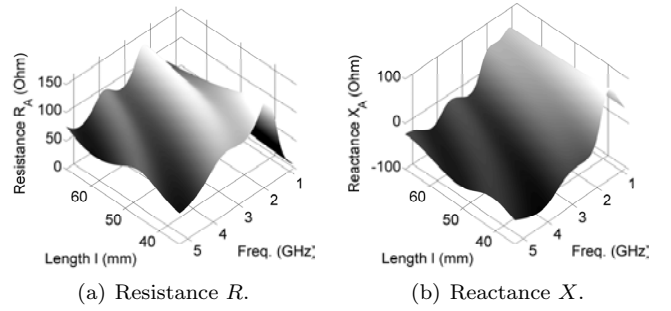 Resistance R_A (Ohm)
150
100
50
0
60
50
40
Length l (mm)
5
4
3
2
1
Freq. (GHz)
(a) Resistance R.
Reactance X_A (Ohm)
100
0
-100
60
50
40
Length l (mm)
5
4
3
2
1
Freq. (GHz)
(b) Reactance X.